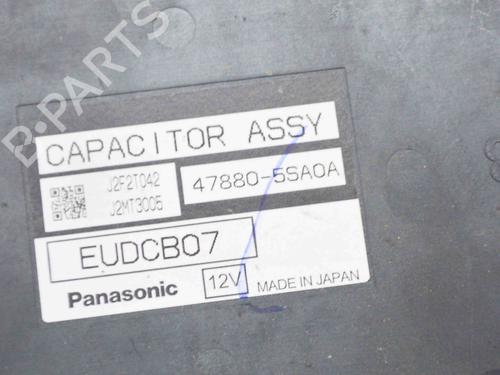 B-PARTS
CAPACITOR ASSY
J2F2T042
J2MT3005
47880-5SA0A
EUDCB07
Panasonic
12V
MADE IN JAPAN